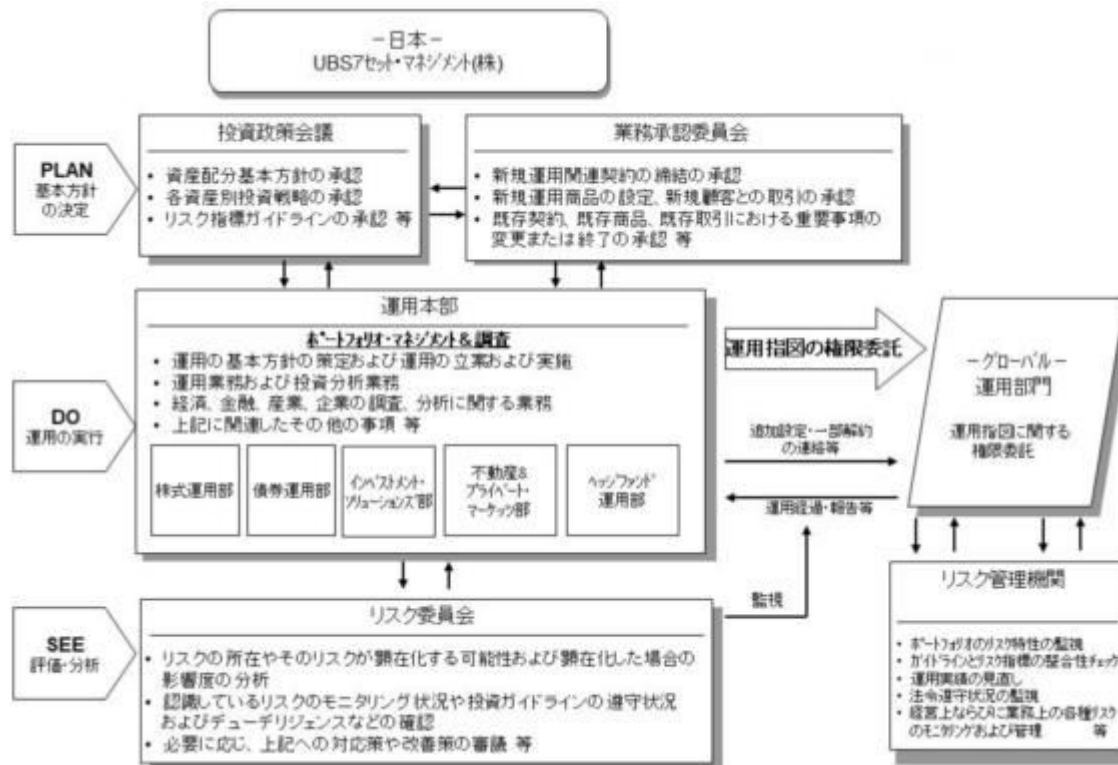 －日本－
UBSアセット・マネジメント(株)
投資政策会議
・ 資産配分基本方針の承認
・ 各資産別投資戦略の承認
・ リスク指標ガイドラインの承認 等
業務承認委員会
・ 新規運用関連契約の締結の承認
・ 新規運用商品の設定、新規顧客との取引の承認
・ 既存契約、既存商品、既存取引における重要事項の
変更または終了の承認 等
PLAN
基本方針
の決定
運用本部
ポートフォリオ・マネジメント＆調査
・ 運用の基本方針の策定および運用の立案および実施
・ 運用業務および投資分析業務
・ 経済、金融、産業、企業の調査、分析に関する業務
・ 上記に関連したその他の事項 等
DO
運用の実行
株式運用部
債券運用部
インベストメント・
ソリューションズ部
不動産＆
プライベート・
マーケッツ部
ヘッジファンド
運用部
運用指図の権限委託
追加設定・一部解約
の連絡等
運用経過・報告等
－グローバル－
運用部門
運用指図に関する
権限委託
監視
SEE
評価・分析
リスク委員会
・ リスクの所在やそのリスクが顕在化する可能性および顕在化した場合の
影響度の分析
・ 認識しているリスクのモニタリング状況や投資ガイドラインの遵守状況
およびデューデリジェンスなどの確認
・ 必要に応じ、上記への対応策や改善策の審議 等
リスク管理機関
・ ポートフォリオのリスク特性の監視
・ ガイドラインとリスク指標の整合性チェック
・ 運用実績の見直し
・ 法令遵守状況の監視
・ 経営上ならびに業務上の各種リスク
のモニタリングおよび管理 等